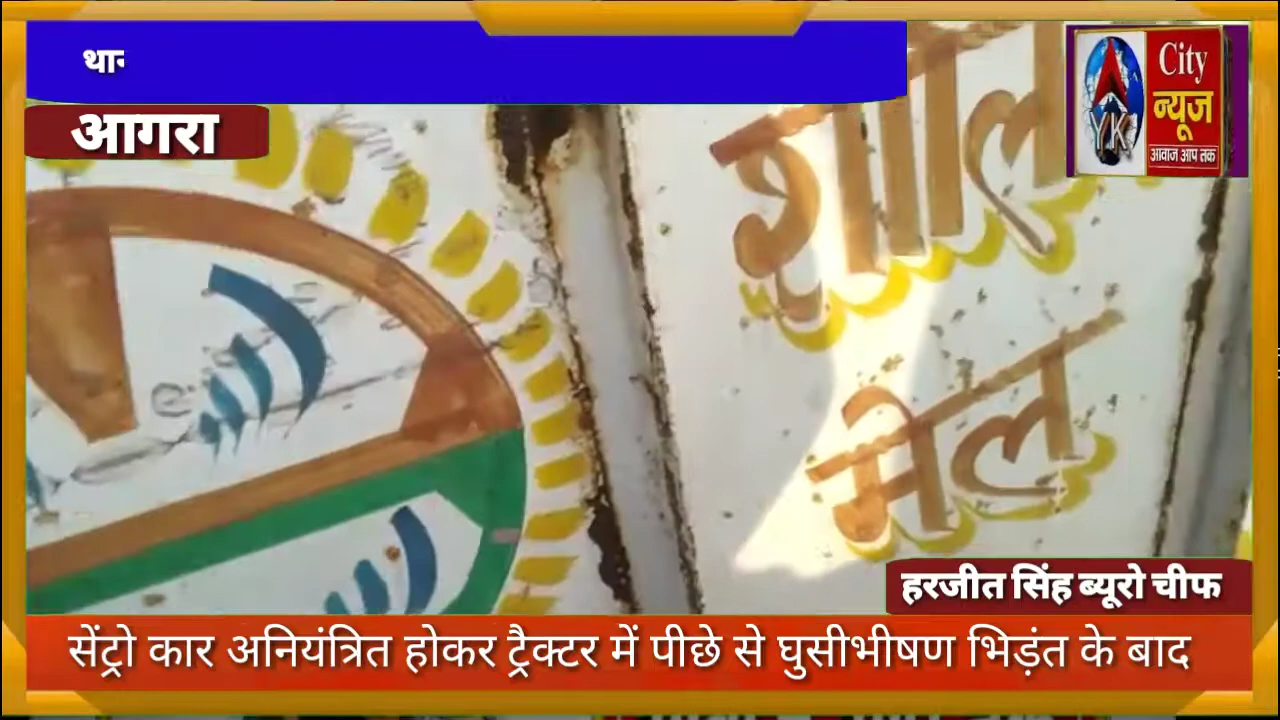 आगरा
YK
City
न्यूज
आवाज आप तक
शाल
मेल
हरजीत सिंह ब्यूरो चीफ
सेंट्रो कार अनियंत्रित होकर ट्रैक्टर में पीछे से घुसीभीषण भिड़ंत के बाद